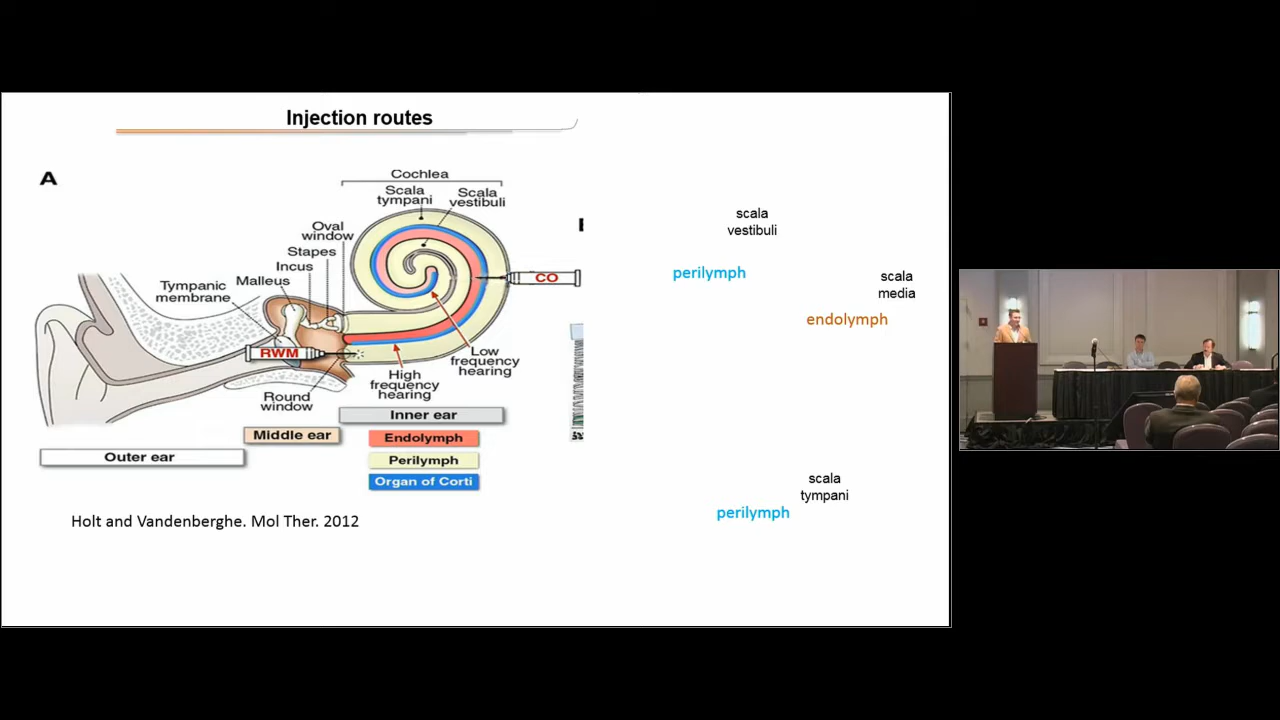 Injection routes
A
Cochlea
Scala
tympani
Scala
vestibuli
Oval
window
Stapes
Incus
Malleus
Tympanic
membrane
CO
RWM
Low
frequency
hearing
High
frequency
hearing
Round
window
Inner ear
Middle ear
Endolymph
Outer ear
Perilymph
Organ of Corti
Holt and Vandenberghe. Mol Ther. 2012
scala
vestibuli
perilymph
scala
media
endolymph
scala
tympani
perilymph